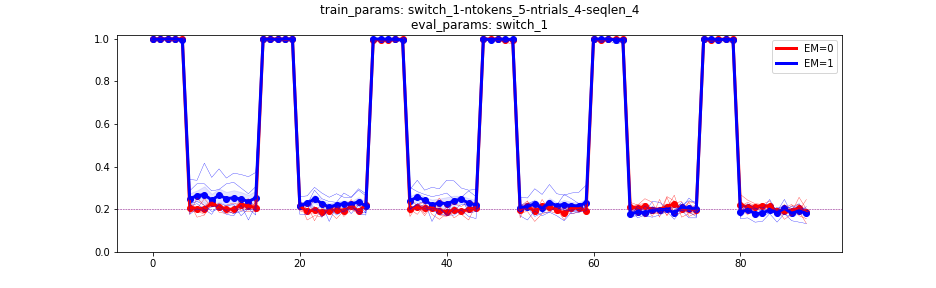 train_params: switch_1-ntokens_5-ntrials_4-seqlen_4
eval_params: switch_1
1.0
0.8
0.6
0.4
0.2
0.0
0
20
40
60
80
EM=0
EM=1